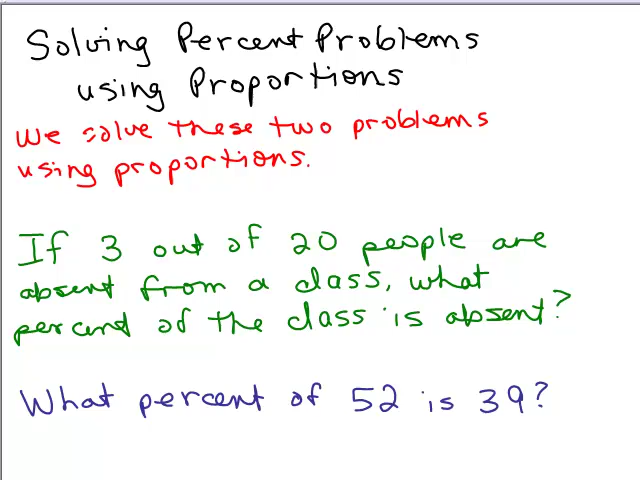 Solving Percent Problems
using Proportions
We solve these two problems
using proportions.
If 3 out of 20 people are
absent from a class, what
percent of the class is absent?
What percent of 52 is 39?